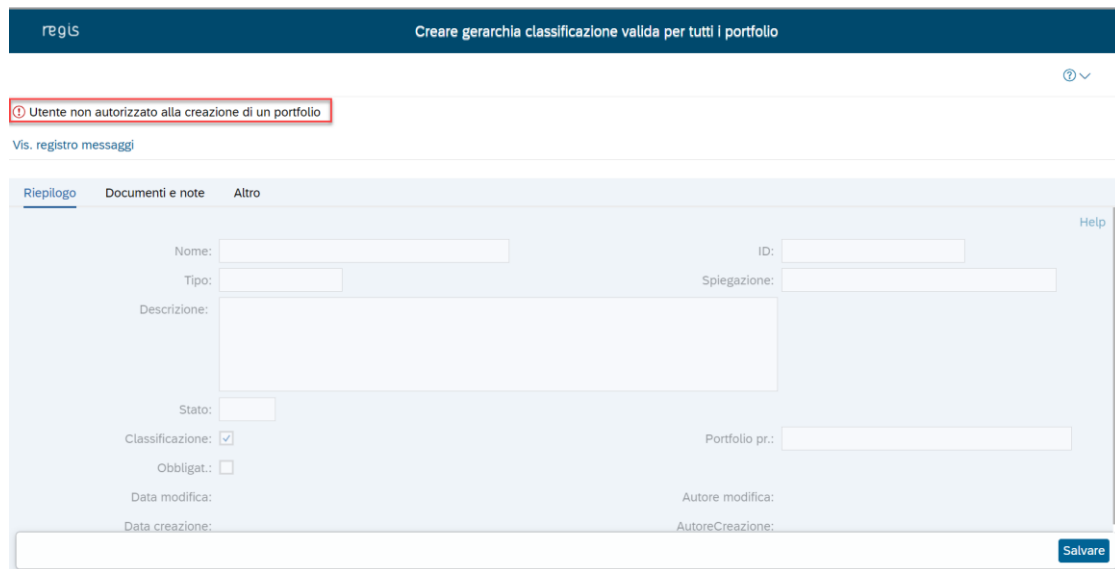 regis Creare gerarchia classificazione valida per tutti i portfolio
Utente non autorizzato alla creazione di un portfolio
Vis. registro messaggi
Riepilogo Documenti e note Altro
Help
Nome: ID:
Tipo: Spiegazione:
Descrizione:
Stato:
Classificazione: Portfolio pr.:
Obbligat.:
Data modifica: Autore modifica:
Data creazione: AutoreCreazione:
Salvare